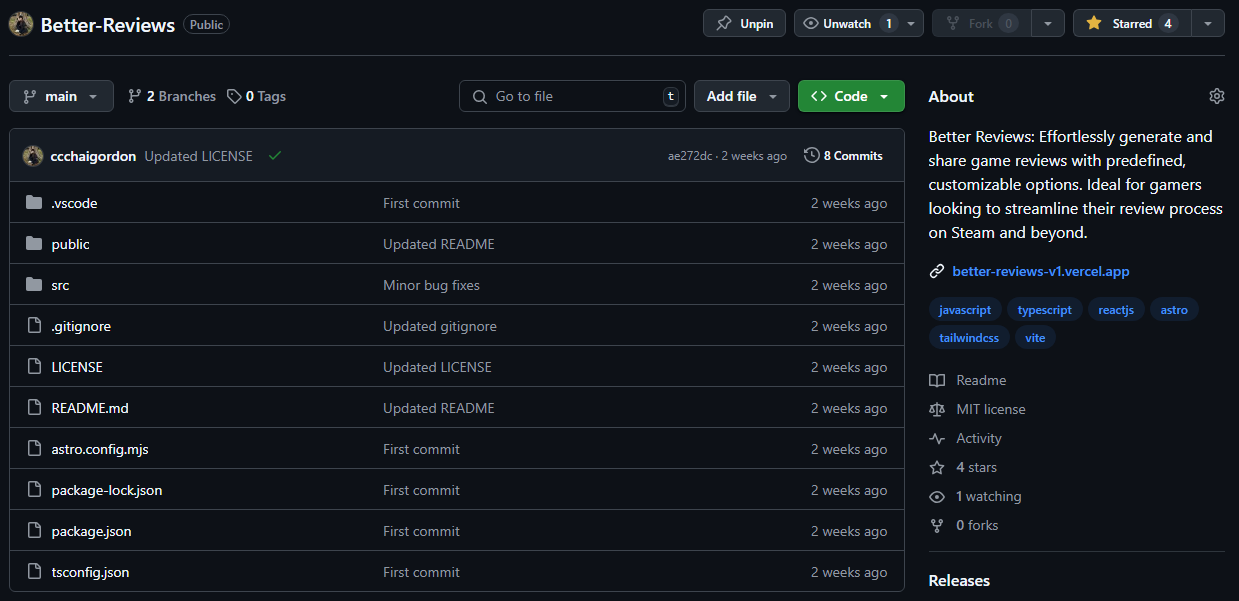 Better-Reviews Public Unpin Unwatch 1 Fork 0 Starred 4
main 2 Branches 0 Tags Go to file t Add file Code
ccchaigordon Updated LICENSE ae272dc · 2 weeks ago 8 Commits
.vscode First commit 2 weeks ago
public Updated README 2 weeks ago
src Minor bug fixes 2 weeks ago
.gitignore Updated gitignore 2 weeks ago
LICENSE Updated LICENSE 2 weeks ago
README.md Updated README 2 weeks ago
astro.config.mjs First commit 2 weeks ago
package-lock.json First commit 2 weeks ago
package.json First commit 2 weeks ago
tsconfig.json First commit 2 weeks ago
About
Better Reviews: Effortlessly generate and
share game reviews with predefined,
customizable options. Ideal for gamers
looking to streamline their review process
on Steam and beyond.
better-reviews-v1.vercel.app
javascript typescript reactjs astro
tailwindcss vite
Readme
MIT license
Activity
4 stars
1 watching
0 forks
Releases